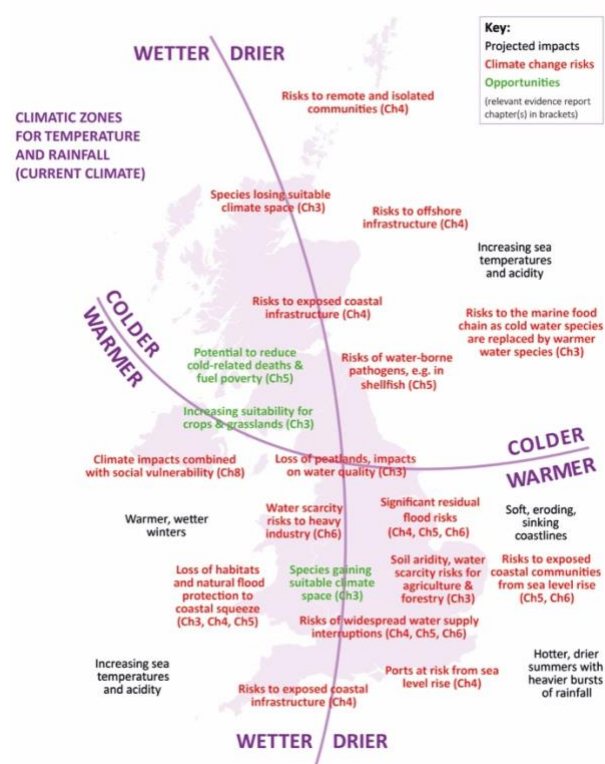 Key:
Projected impacts
Climate change risks
Opportunities
(relevant evidence report
chapter(s) in brackets)
WETTER DRIER
CLIMATIC ZONES
FOR TEMPERATURE
AND RAINFALL
(CURRENT CLIMATE)
Risks to remote and isolated
communities (Ch4)
Species losing suitable
climate space (Ch3)
Risks to offshore
infrastructure (Ch4)
Increasing sea
temperatures
and acidity
COLDER
WARMER
Risks to exposed coastal
infrastructure (Ch4)
Risks to the marine food
chain as cold water species
are replaced by warmer
water species (Ch3)
Potential to reduce
cold-related deaths &
fuel poverty (Ch5)
Risks of water-borne
pathogens, e.g. in
shellfish (Ch5)
Increasing suitability for
crops & grasslands (Ch3)
COLDER
WARMER
Climate impacts combined
with social vulnerability (Ch8)
Loss of peatlands, impacts
on water quality (Ch3)
Warmer, wetter
winters
Water scarcity
risks to heavy
industry (Ch6)
Significant residual
flood risks
(Ch4, Ch5, Ch6)
Soft, eroding,
sinking
coastlines
Loss of habitats
and natural flood
protection to
coastal squeeze
(Ch3, Ch4, Ch5)
Species gaining
suitable climate
space (Ch3)
Soil aridity, water
scarcity risks for
agriculture &
forestry (Ch3)
Risks to exposed
coastal communities
from sea level rise
(Ch5, Ch6)
Risks of widespread water supply
interruptions (Ch4, Ch5, Ch6)
Increasing sea
temperatures
and acidity
Risks to exposed coastal
infrastructure (Ch4)
Ports at risk from sea
level rise (Ch4)
Hotter, drier
summers with
heavier bursts
of rainfall
WETTER DRIER